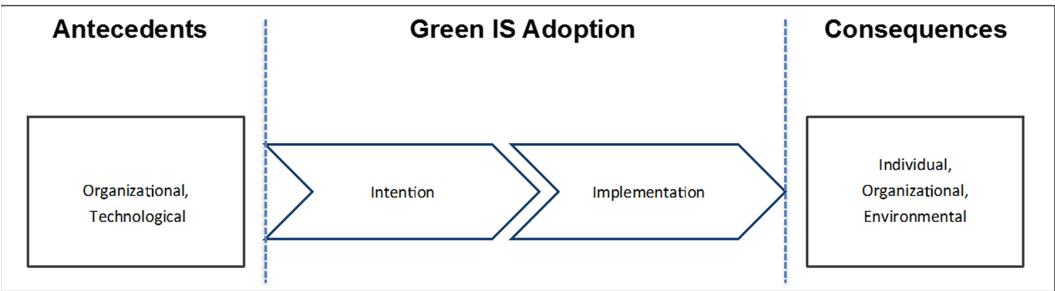 Antecedents
Green IS Adoption
Consequences
Organizational,
Technological
Intention
Implementation
Individual,
Organizational,
Environmental